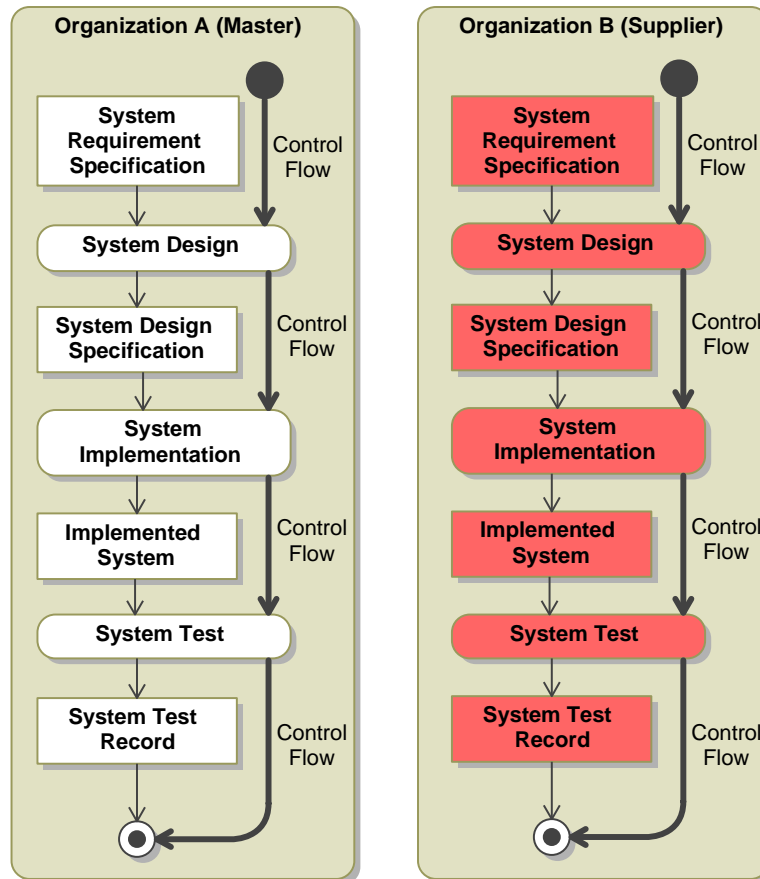 Organization A (Master)
System
Requirement
Specification
Control
Flow
System Design
System Design
Specification
Control
Flow
System
Implementation
Implemented
System
Control
Flow
System Test
System Test
Record
Control
Flow
Organization B (Supplier)
System
Requirement
Specification
Control
Flow
System Design
System Design
Specification
Control
Flow
System
Implementation
Implemented
System
Control
Flow
System Test
System Test
Record
Control
Flow